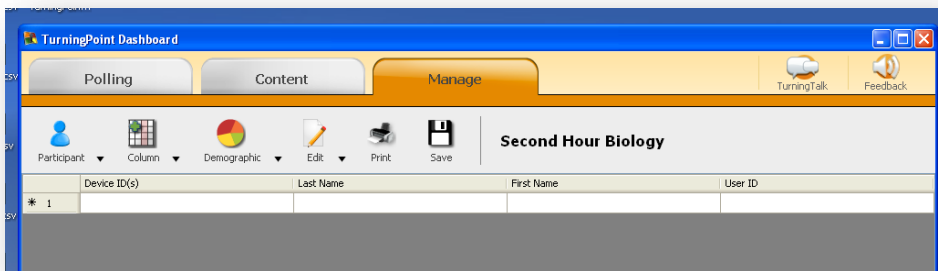 TurningPoint Dashboard
Polling Content Manage
TurningTalk Feedback
Participant Column Demographic Edit Print Save
Second Hour Biology
Device ID(s) Last Name First Name User ID
* 1